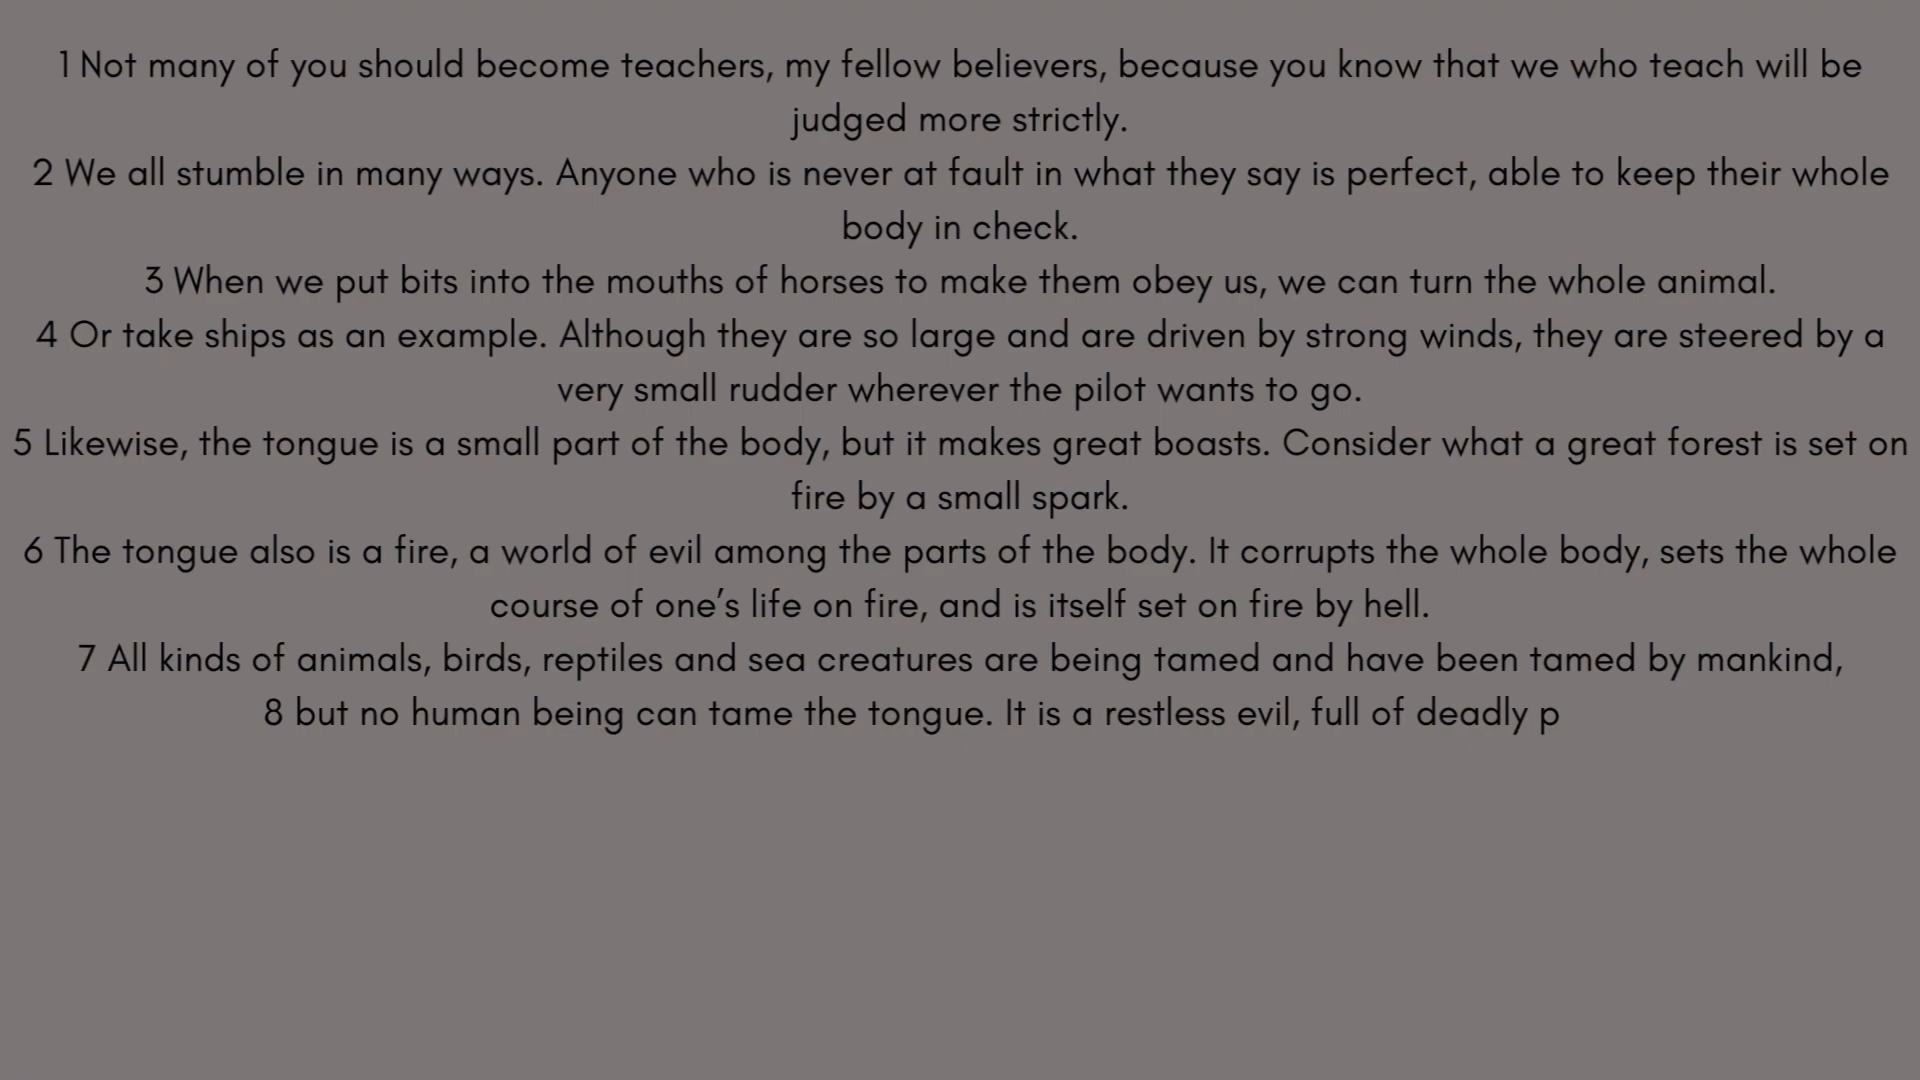 1 Not many of you should become teachers, my fellow believers, because you know that we who teach will be
judged more strictly.
2 We all stumble in many ways. Anyone who is never at fault in what they say is perfect, able to keep their whole
body in check.
3 When we put bits into the mouths of horses to make them obey us, we can turn the whole animal.
4 Or take ships as an example. Although they are so large and are driven by strong winds, they are steered by a
very small rudder wherever the pilot wants to go.
5 Likewise, the tongue is a small part of the body, but it makes great boasts. Consider what a great forest is set on
fire by a small spark.
6 The tongue also is a fire, a world of evil among the parts of the body. It corrupts the whole body, sets the whole
course of one’s life on fire, and is itself set on fire by hell.
7 All kinds of animals, birds, reptiles and sea creatures are being tamed and have been tamed by mankind,
8 but no human being can tame the tongue. It is a restless evil, full of deadly p